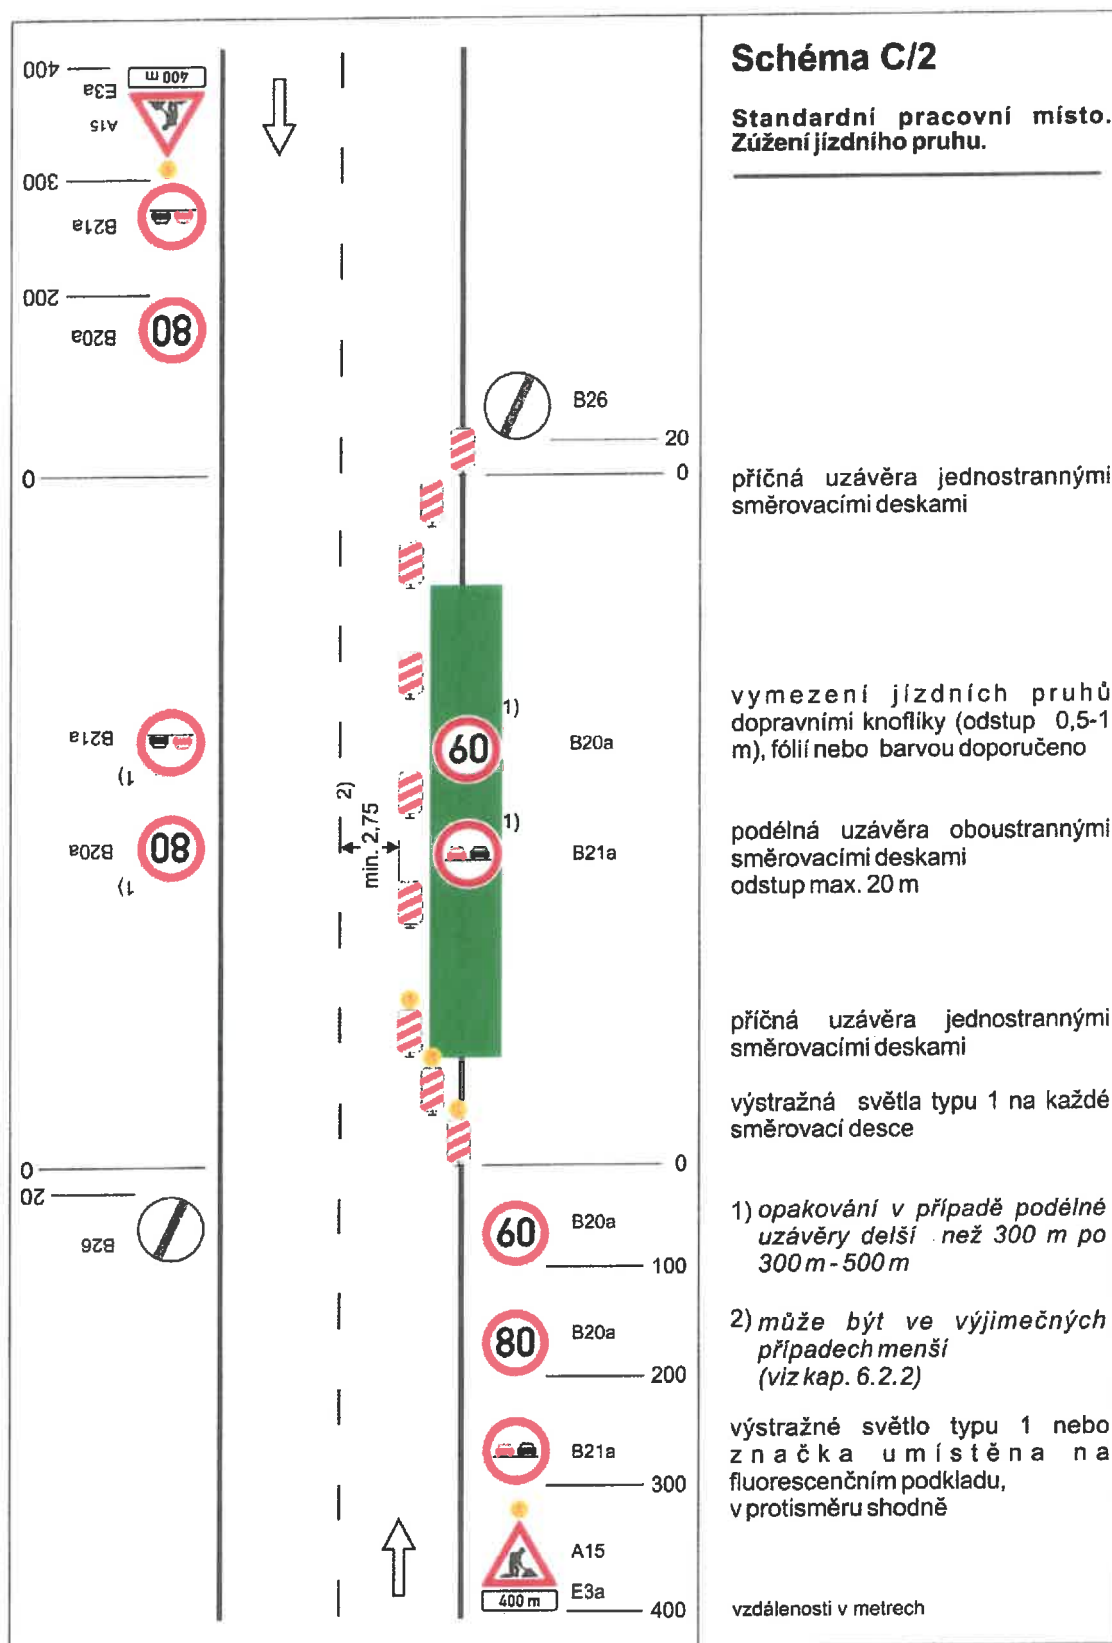 Schéma C/2
Standardní pracovní místo.
Zúžení jízdního pruhu.
400
400 m
E3a
A15
300
B21a
200
B20a
80
B26
20
0
0
příčná uzávěra jednostrannými
směrovacími deskami
vymezení jízdních pruhů
dopravními knoflíky (odstup 0,5-1
m), fólií nebo barvou doporučeno
1)
60
B20a
B21a
1)
2)
min. 2,75
1)
B21a
B20a
80
1)
podélná uzávěra oboustrannými
směrovacími deskami
odstup max. 20 m
příčná uzávěra jednostrannými
směrovacími deskami
výstražná světla typu 1 na každé
směrovací desce
0
0
20
B26
60
B20a
100
1) opakování v případě podélné
uzávěry delší než 300 m po
300 m - 500 m
80
B20a
200
2) může být ve výjimečných
případech menší
(viz kap. 6.2.2)
B21a
300
výstražné světlo typu 1 nebo
značka umístěna na
fluorescenčním podkladu,
v protisměru shodně
A15
E3a
400 m
400
vzdálenosti v metrech